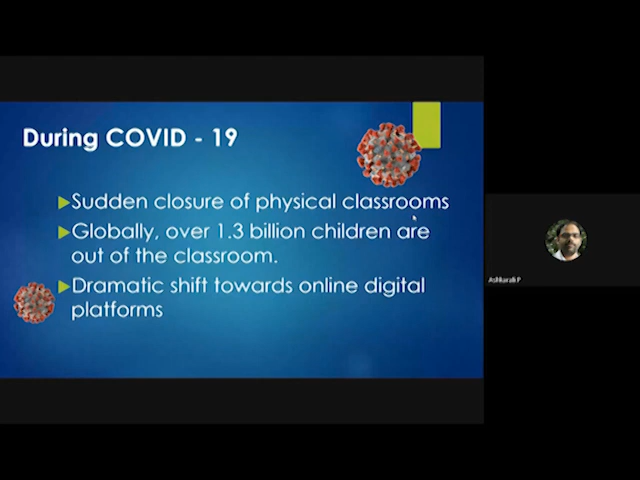 During COVID - 19
Sudden closure of physical classrooms
Globally, over 1.3 billion children are
out of the classroom.
Dramatic shift towards online digital
platforms